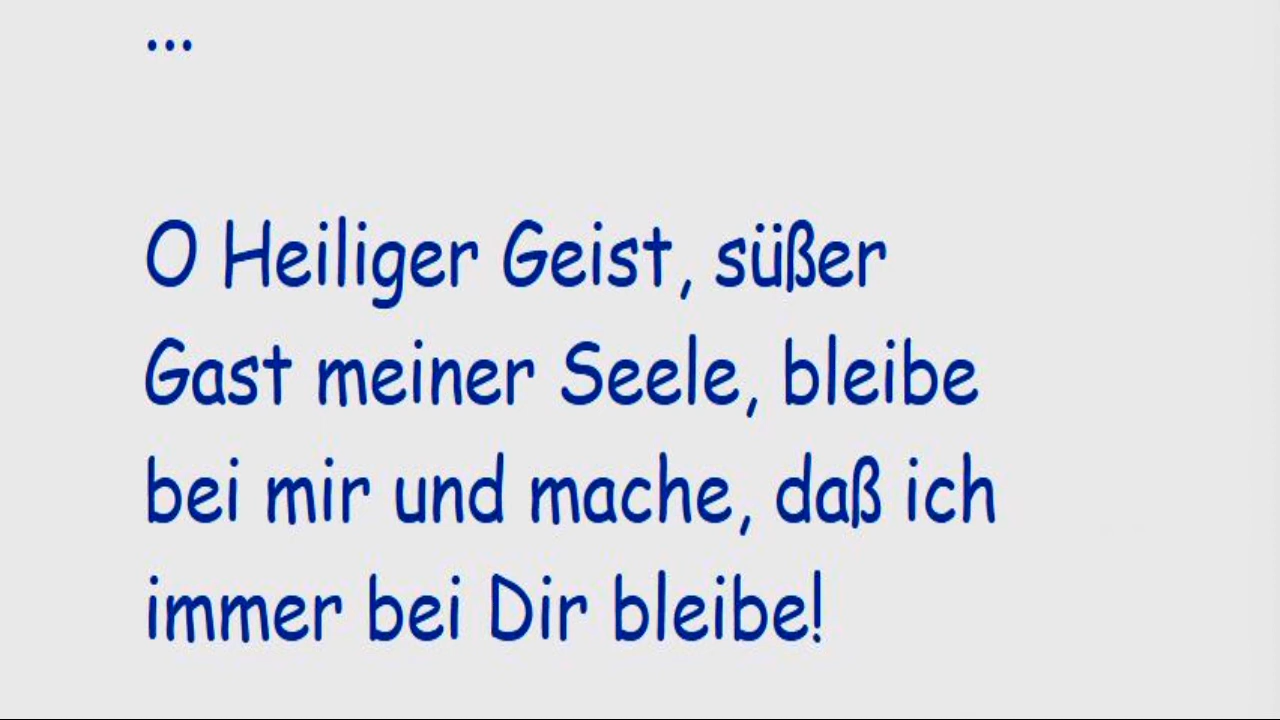 ...
O Heiliger Geist, süßer
Gast meiner Seele, bleibe
bei mir und mache, daß ich
immer bei Dir bleibe!